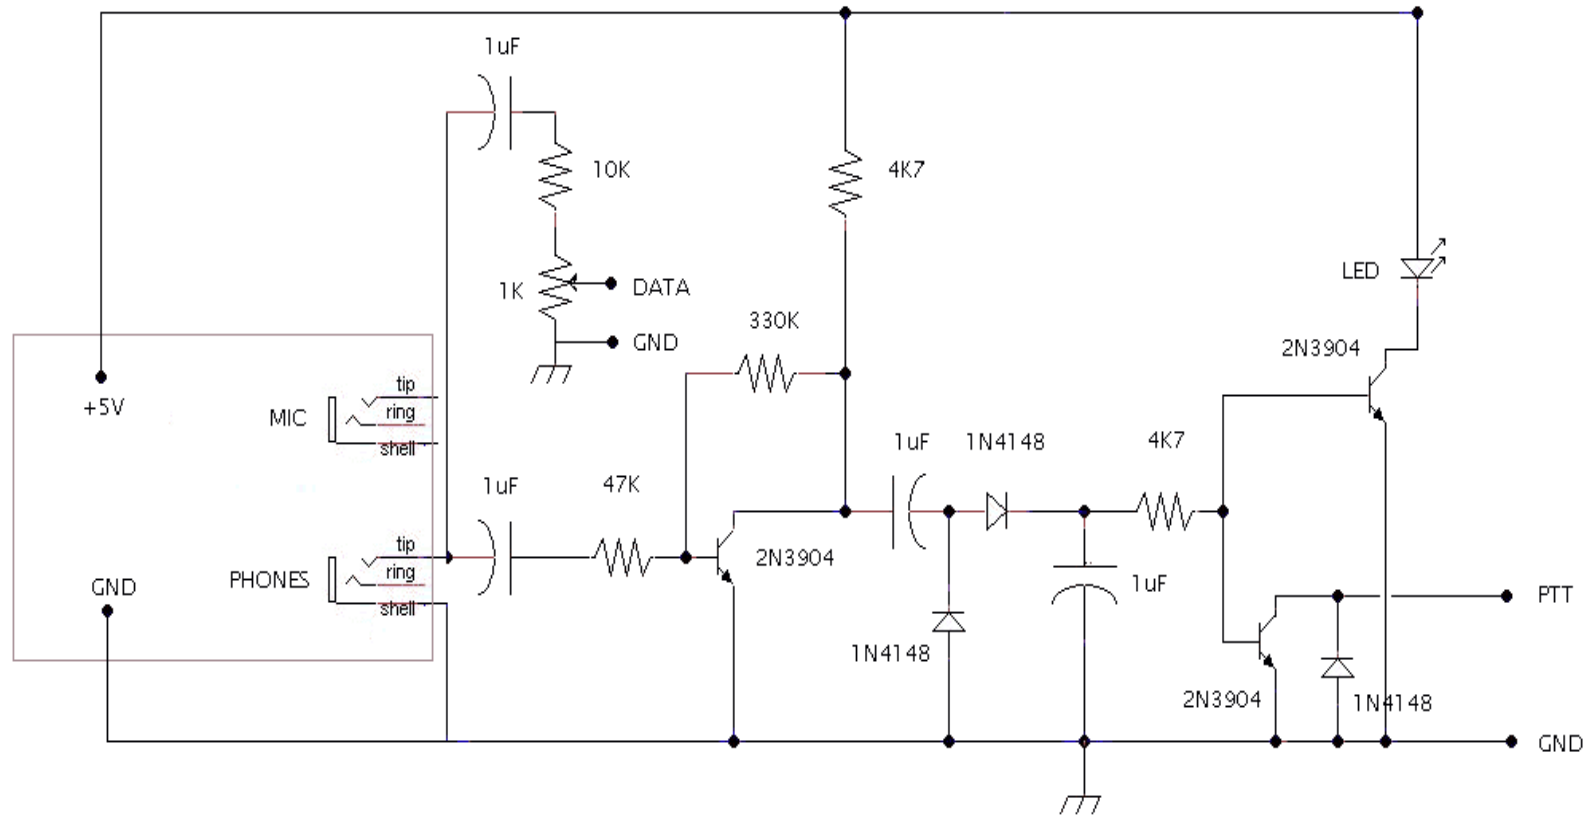 1uF
10K
4K7
LED
1K
DATA
330K
GND
2N3904
tip
+5V
MIC
ring
shell
1uF
1N4148
4K7
1uF
47K
tip
2N3904
PHONES
ring
GND
shell
1uF
PTT
1N4148
2N3904
1N4148
GND